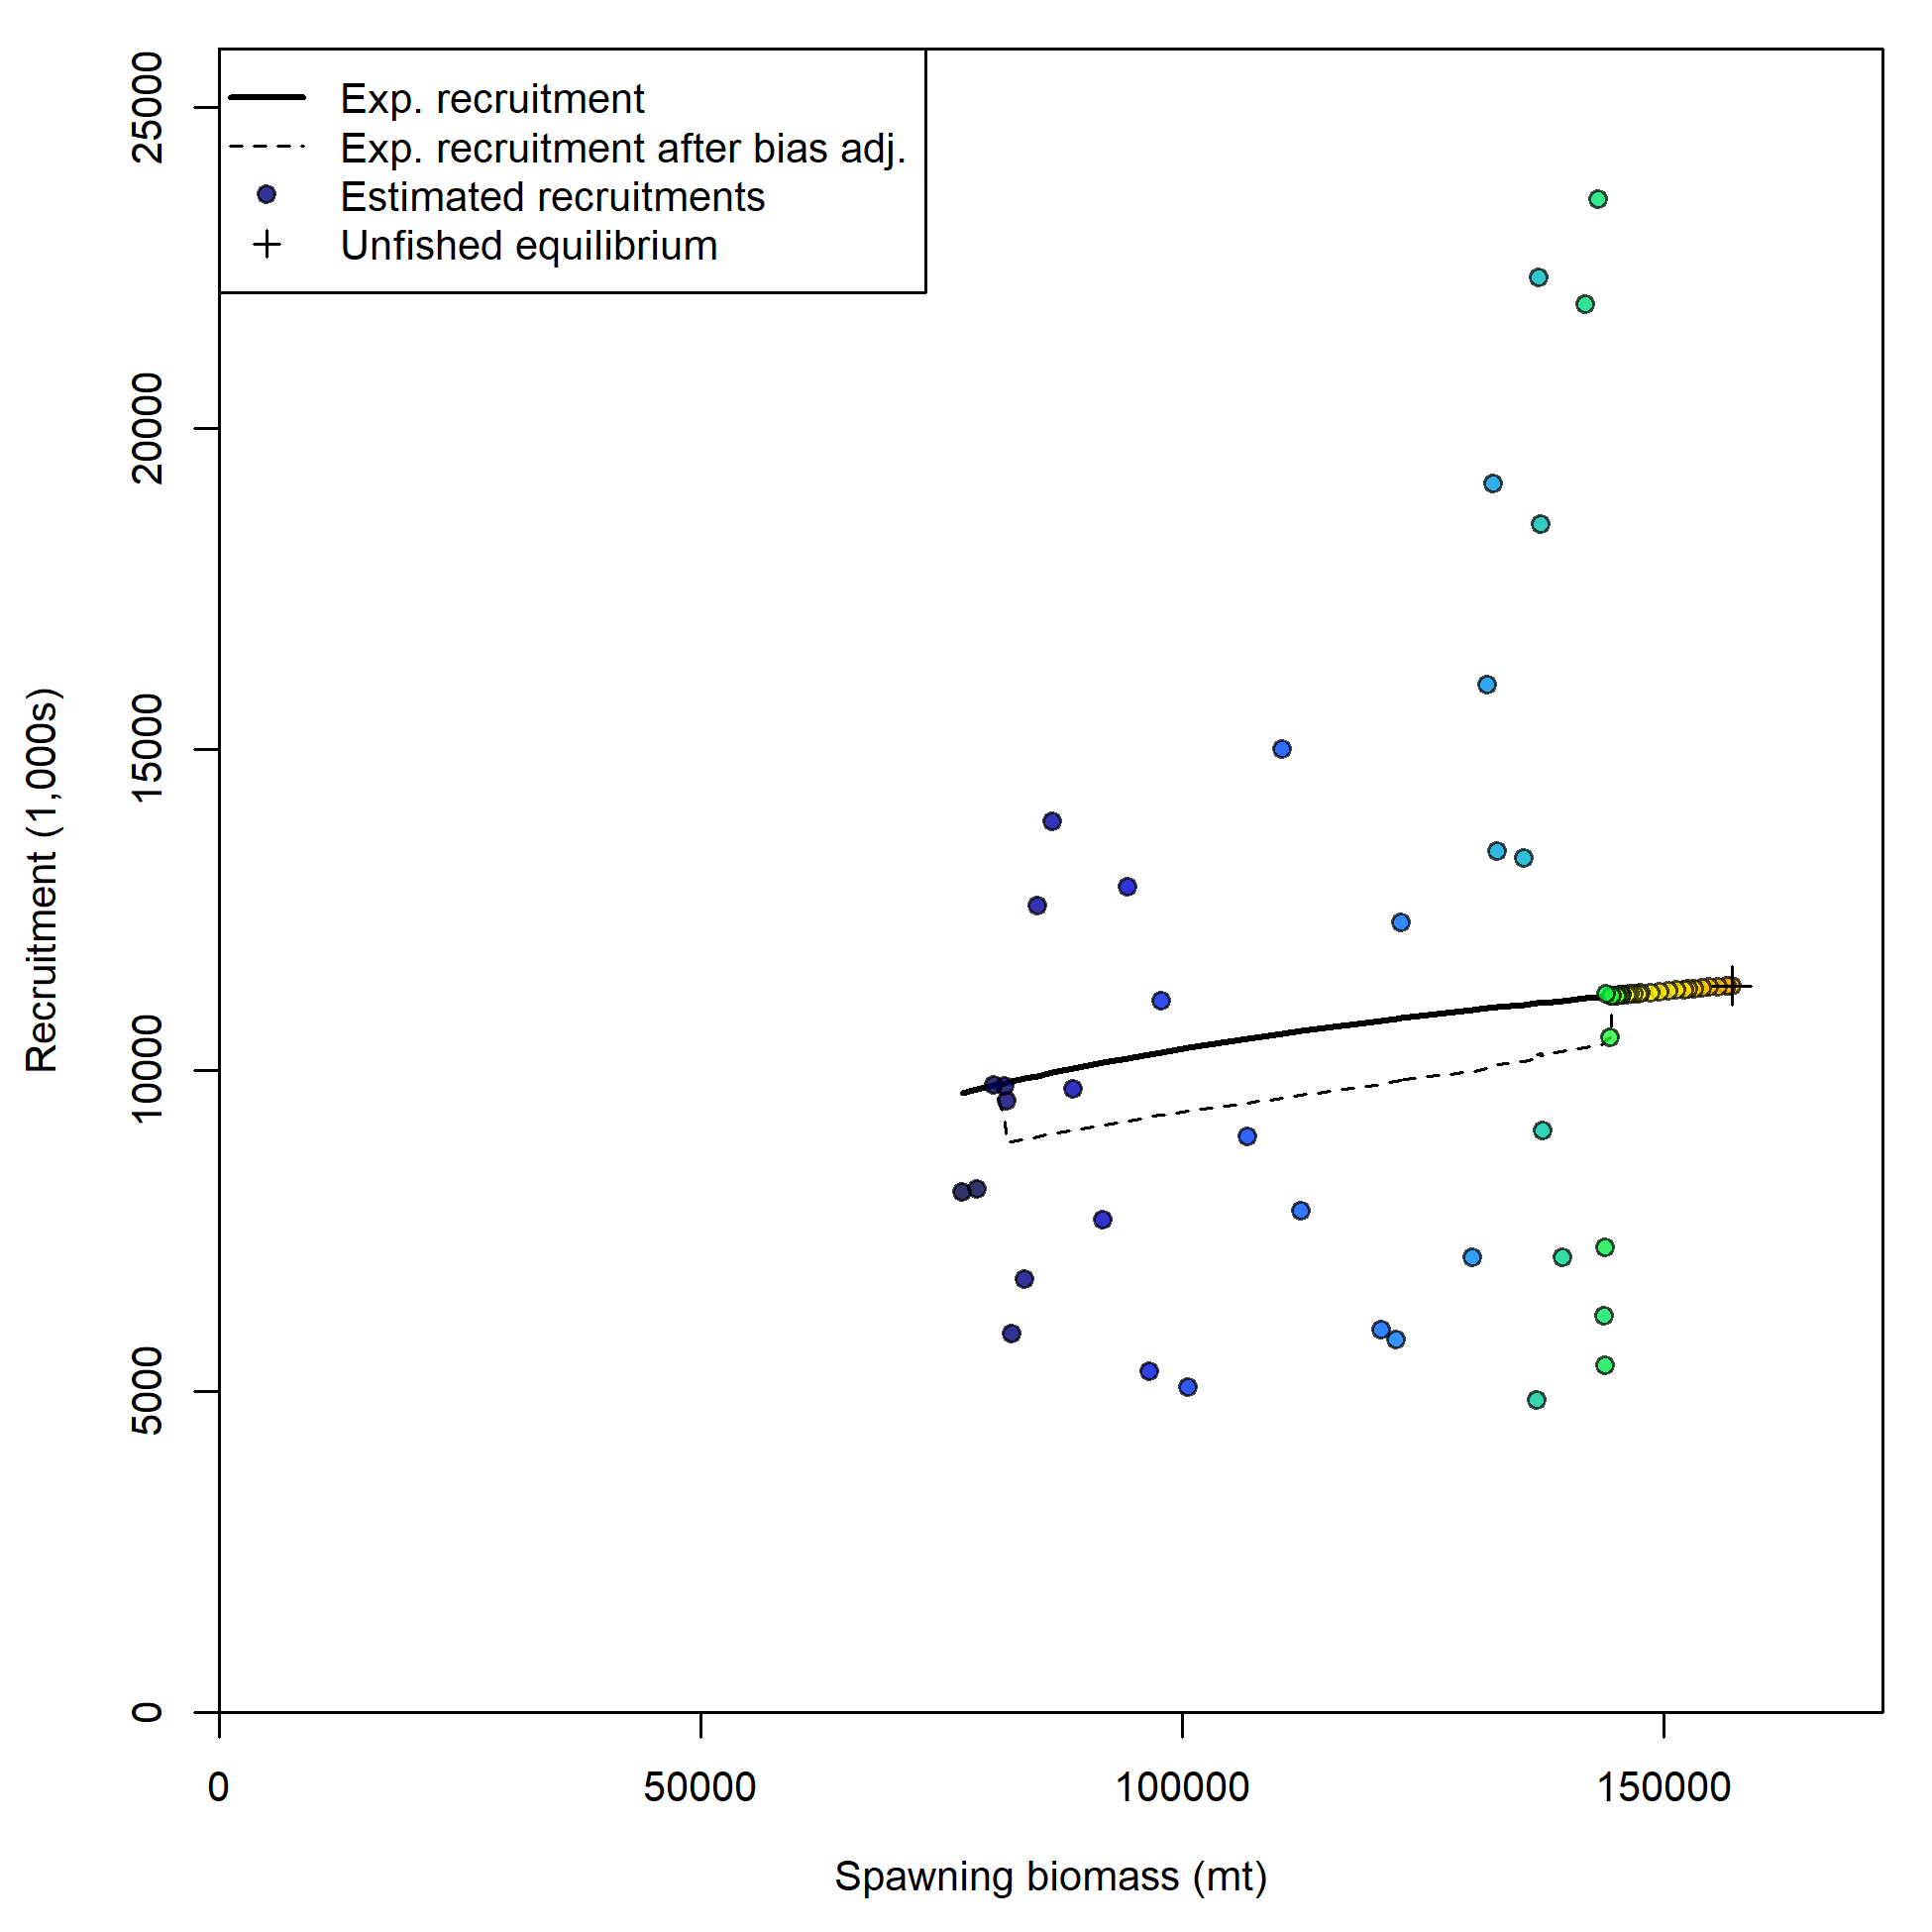 Exp. recruitment
Exp. recruitment after bias adj.
Estimated recruitments
Unfished equilibrium
25000
20000
15000
10000
5000
0
Recruitment (1,000s)
0 50000 100000 150000
Spawning biomass (mt)